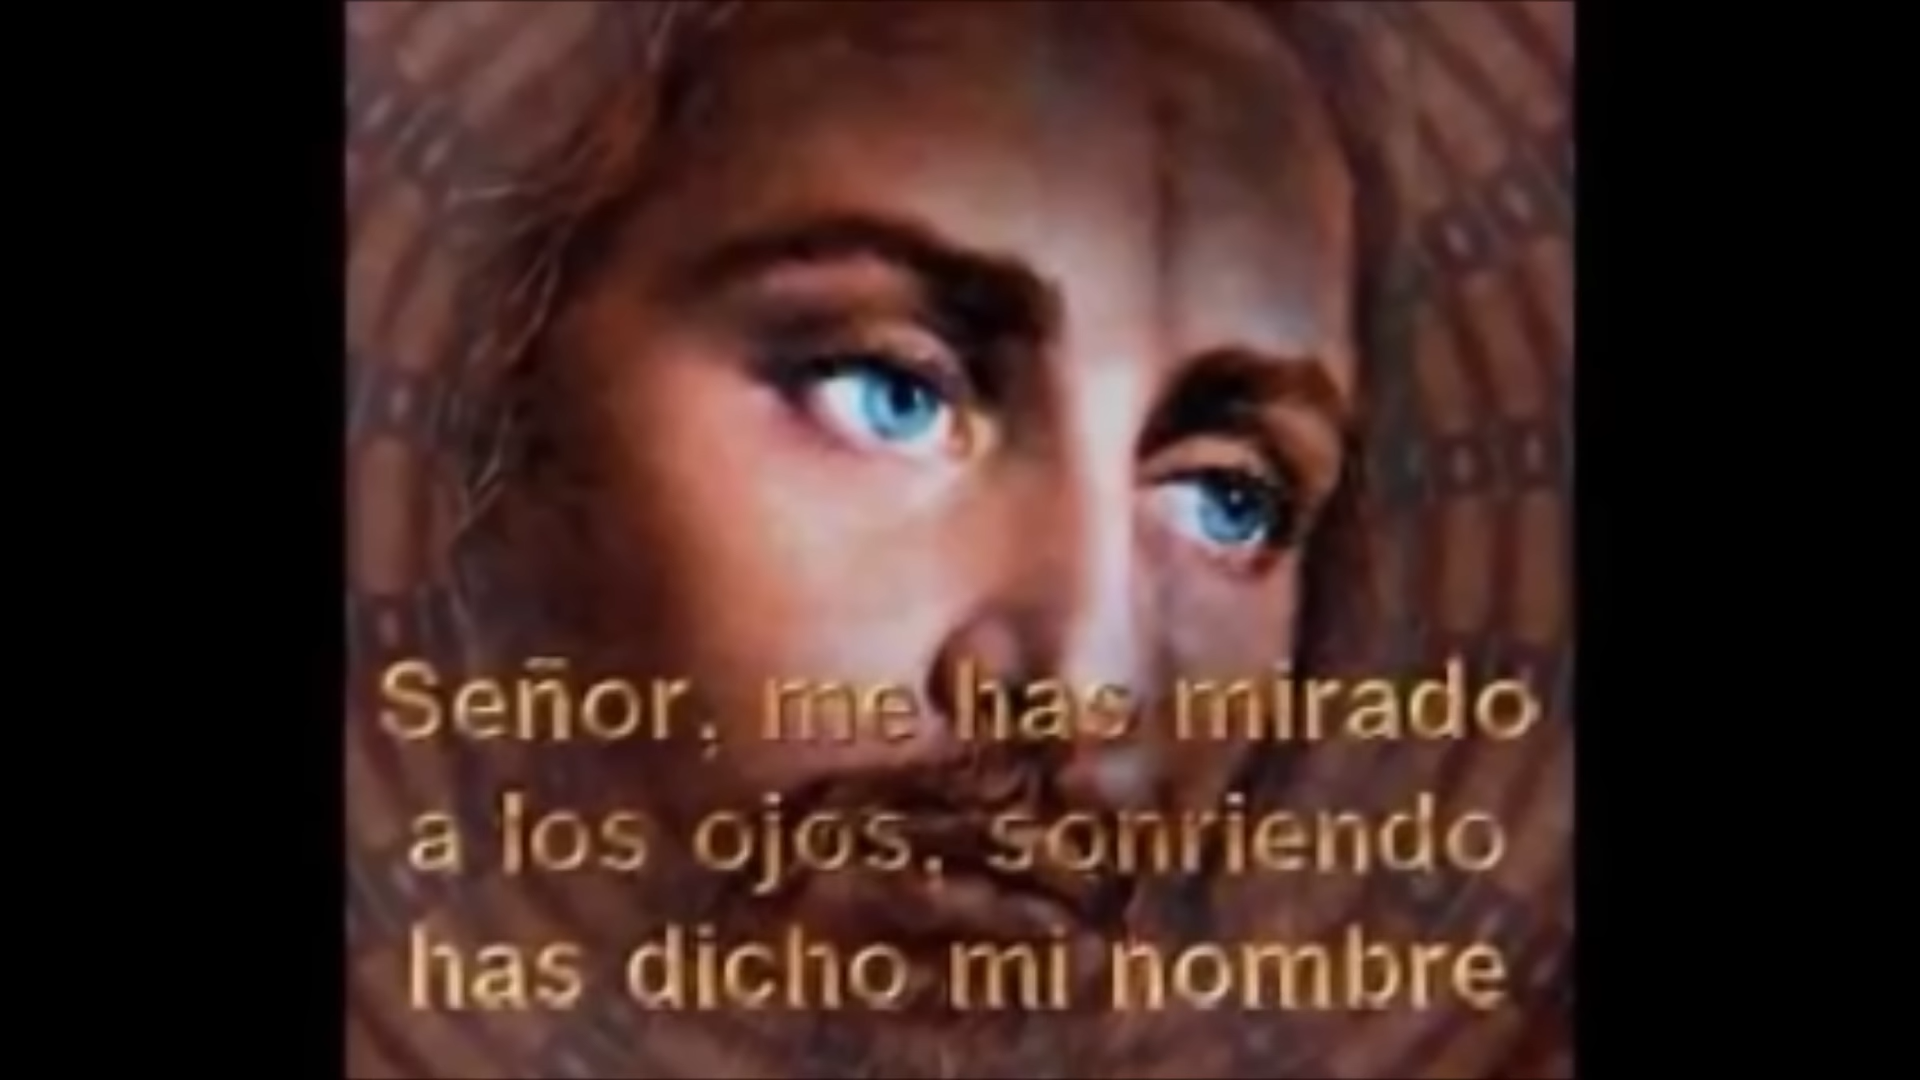 Señor, me has mirado
a los ojos, sonriendo
has dicho mi nombre